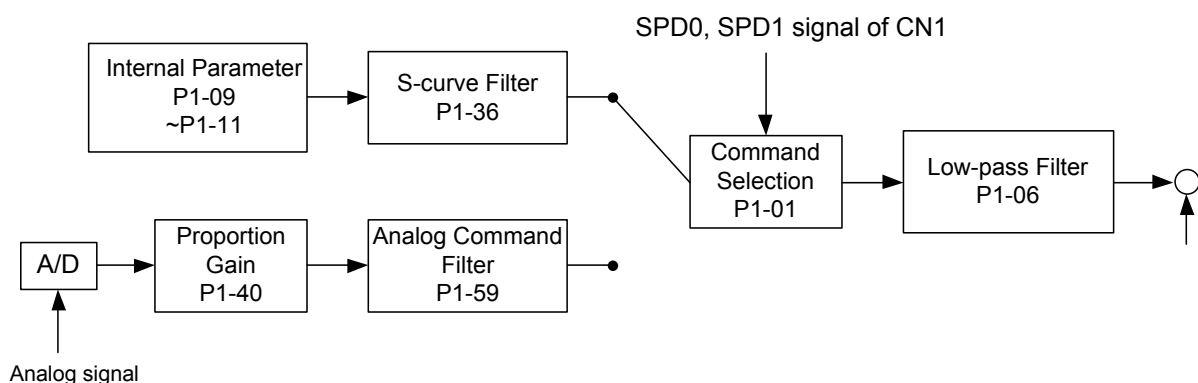 SPD0, SPD1 signal of CN1
Internal Parameter
P1-09
~P1-11
S-curve Filter
P1-36
Command
Selection
P1-01
Low-pass Filter
P1-06
A/D
Proportion
Gain
P1-40
Analog Command
Filter
P1-59
Analog signal